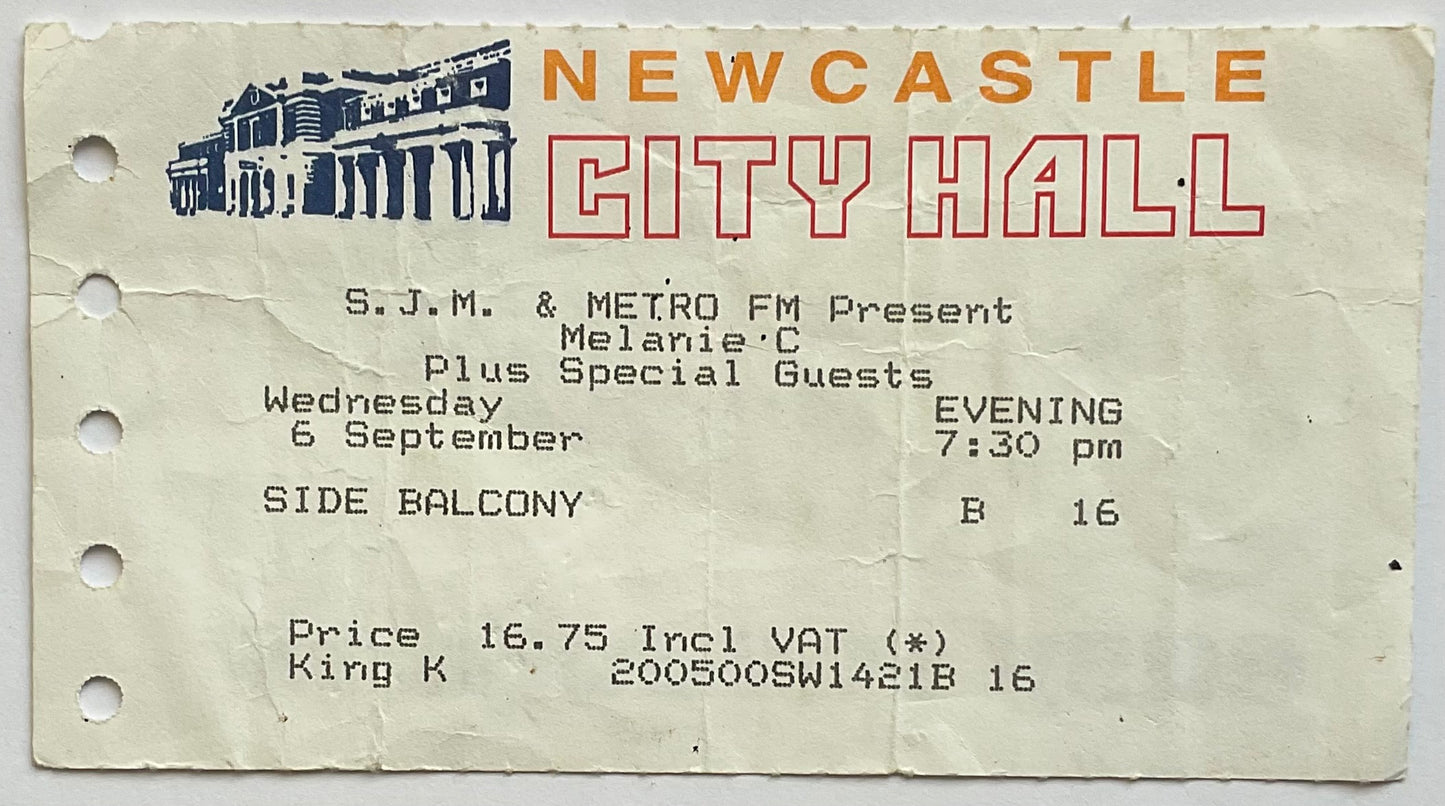 NEWCASTLE
CITY HALL
S.J.M. & METRO FM Present
Melanie C
Plus Special Guests
Wednesday EVENING
6 September 7:30 pm
SIDE BALCONY B 16
Price 16.75 Incl VAT (*)
King K 200500SW1421B 16